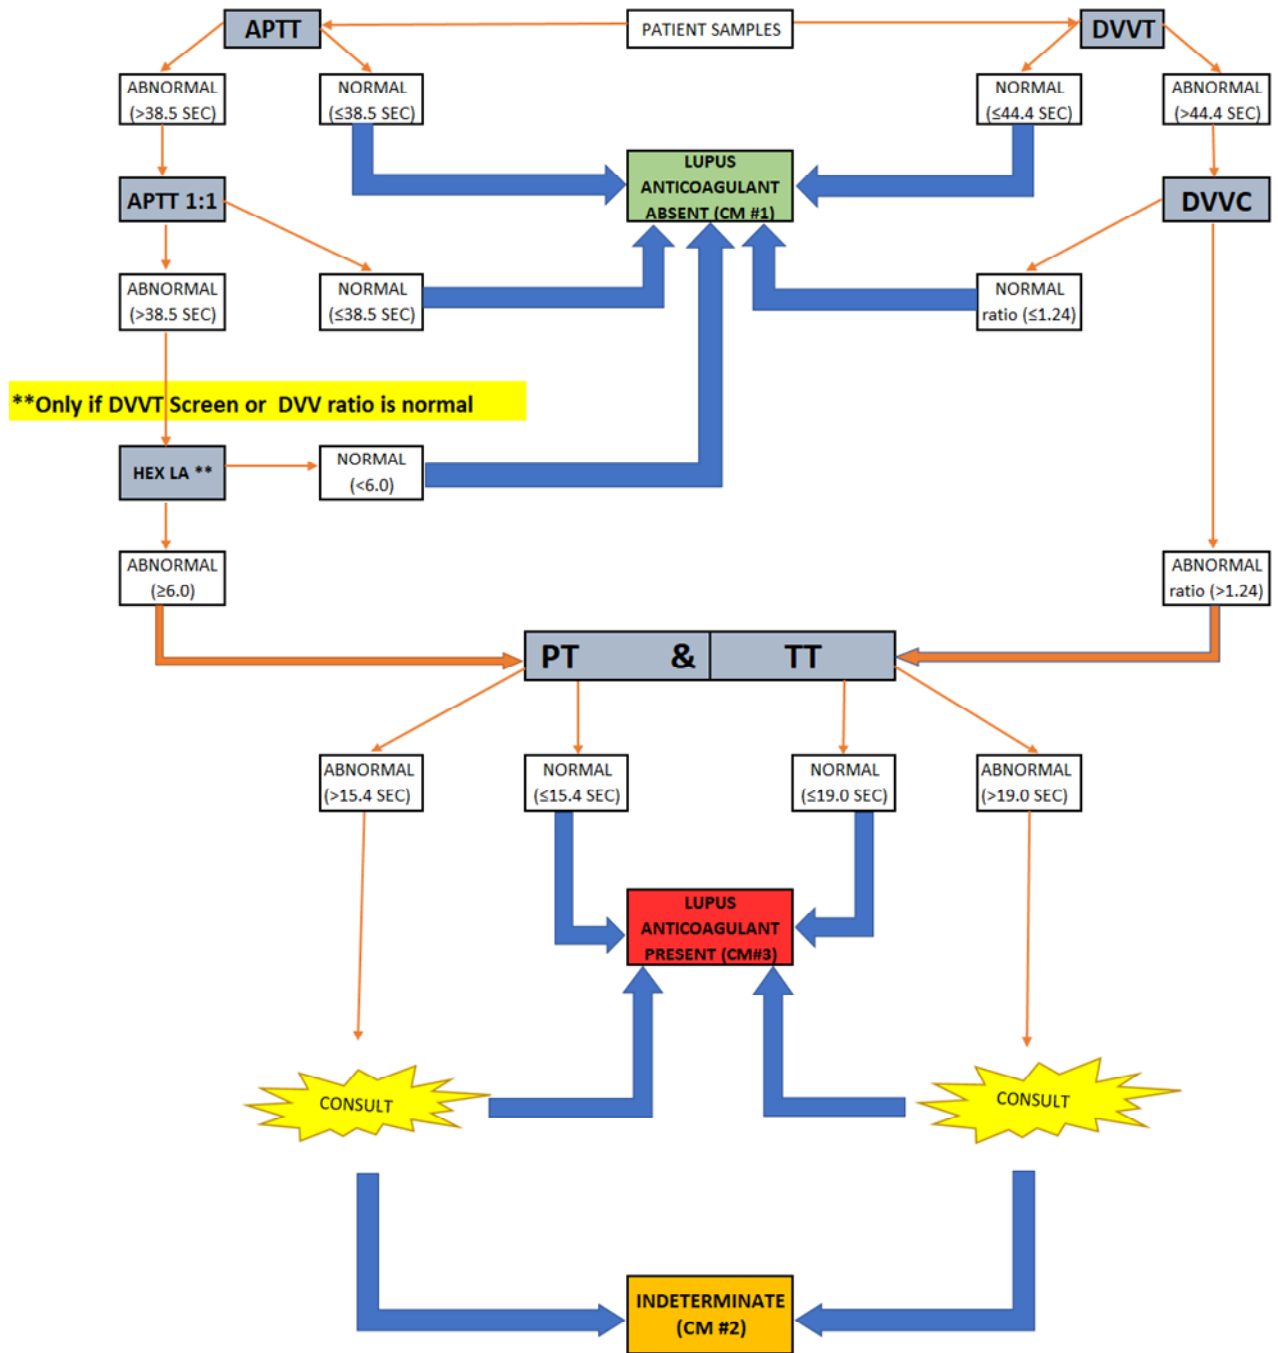 APTT
PATIENT SAMPLES
DVVT
ABNORMAL
(>38.5 SEC)
NORMAL
(≤38.5 SEC)
NORMAL
(≤44.4 SEC)
ABNORMAL
(>44.4 SEC)
LUPUS
ANTICOAGULANT
ABSENT (CM #1)
APTT 1:1
DVVC
ABNORMAL
(>38.5 SEC)
NORMAL
(≤38.5 SEC)
NORMAL
ratio (≤1.24)
**Only if DVVT Screen or DVV ratio is normal
HEX LA **
NORMAL
(<6.0)
ABNORMAL
(≥6.0)
ABNORMAL
ratio (>1.24)
PT & TT
ABNORMAL
(>15.4 SEC)
NORMAL
(≤15.4 SEC)
NORMAL
(≤19.0 SEC)
ABNORMAL
(>19.0 SEC)
LUPUS
ANTICOAGULANT
PRESENT (CM#3)
CONSULT
CONSULT
INDETERMINATE
(CM #2)